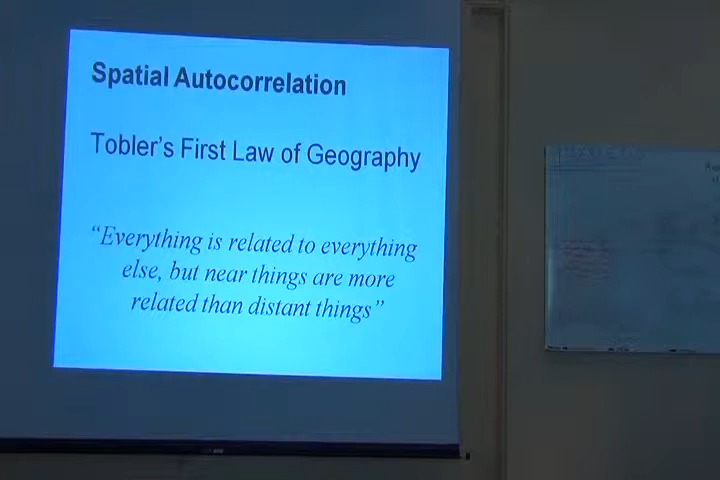 Spatial Autocorrelation
Tobler's First Law of Geography
“Everything is related to everything
else, but near things are more
related than distant things”